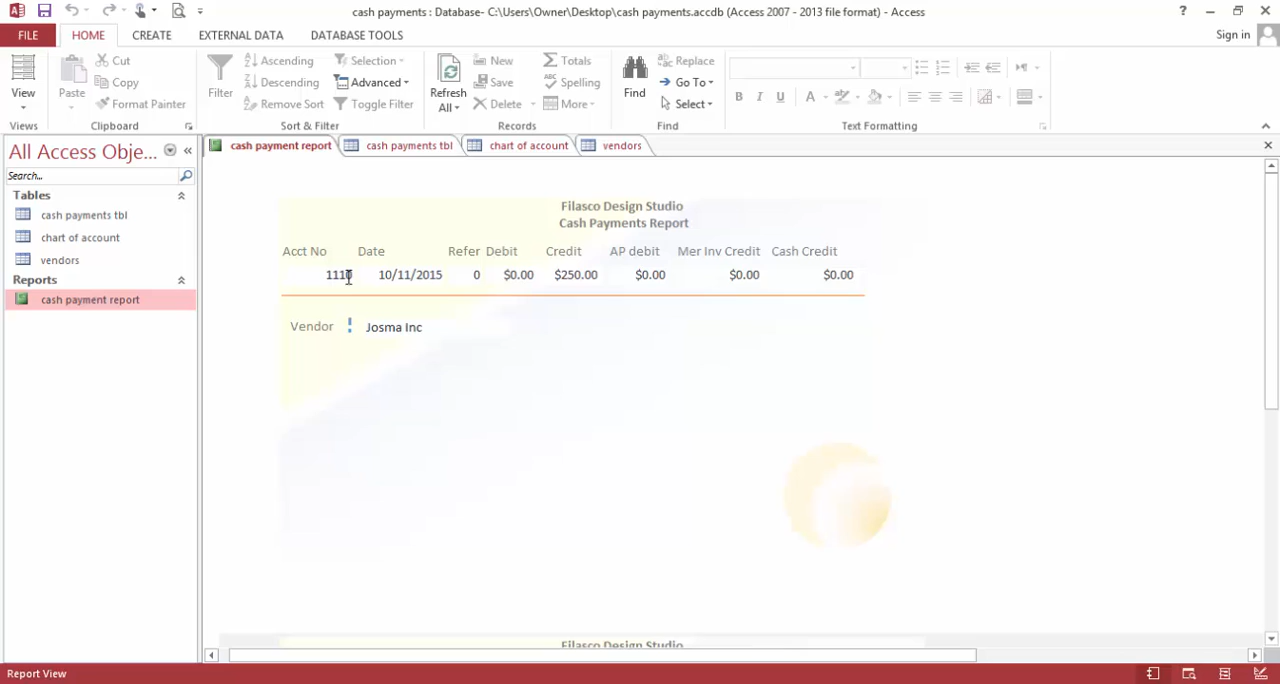 cash payments : Database- C:\Users\Owner\Desktop\cash payments.accdb (Access 2007 - 2013 file format) - Access
FILE HOME CREATE EXTERNAL DATA DATABASE TOOLS Sign in
View
Views
Paste
Cut
Copy
Format Painter
Clipboard
Filter
Ascending
Descending
Remove Sort
Selection
Advanced
Toggle Filter
Sort & Filter
Refresh
All
New
Save
Delete
Totals
Spelling
More
Records
Find
Replace
Go To
Select
Find
B I U A
Text Formatting
All Access Obje...
Search...
Tables
cash payments tbl
chart of account
vendors
Reports
cash payment report
cash payment report cash payments tbl chart of account vendors
Filasco Design Studio
Cash Payments Report
Acct No Date Refer Debit Credit AP debit Mer Inv Credit Cash Credit
1110 10/11/2015 0 $0.00 $250.00 $0.00 $0.00 $0.00
Vendor Josma Inc
Filasco Design Studio
Report View